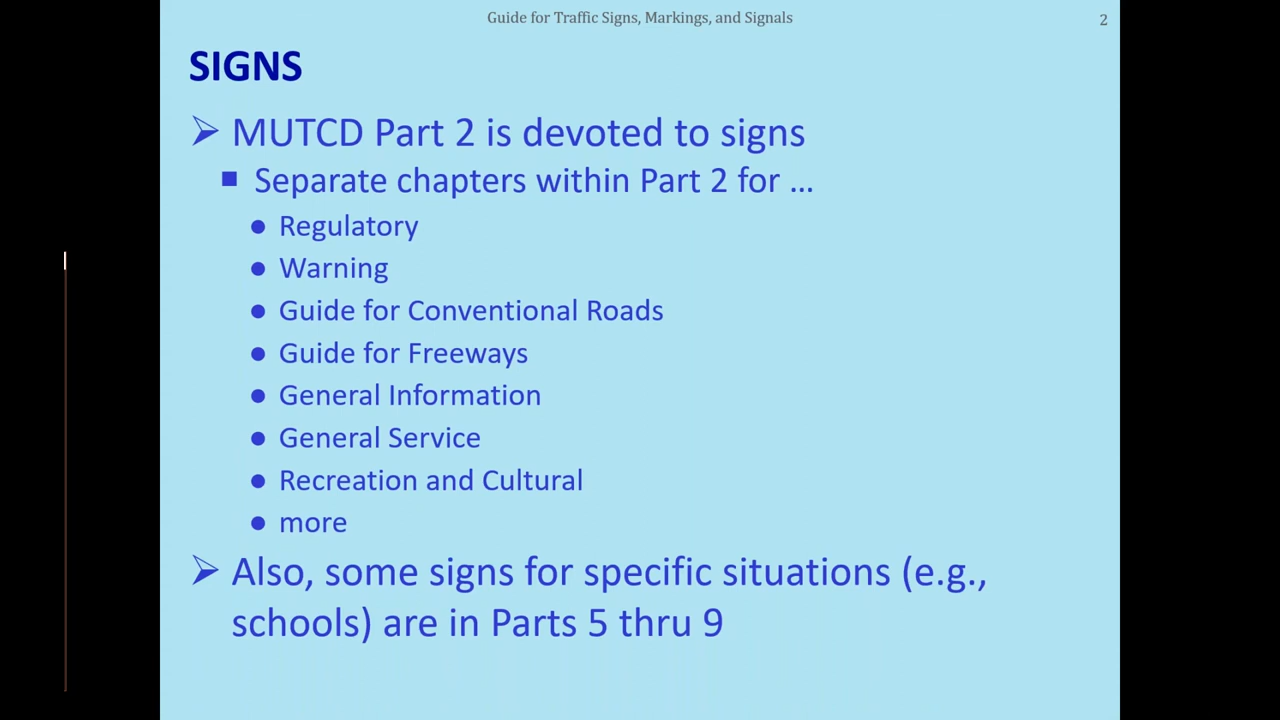 Guide for Traffic Signs, Markings, and Signals
2
SIGNS
➢ MUTCD Part 2 is devoted to signs
▪ Separate chapters within Part 2 for ...
• Regulatory
• Warning
• Guide for Conventional Roads
• Guide for Freeways
• General Information
• General Service
• Recreation and Cultural
• more
➢ Also, some signs for specific situations (e.g.,
schools) are in Parts 5 thru 9